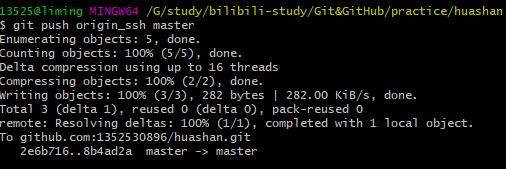 13525@liming MINGW64 /G/study/bilibili-study/Git&GitHub/practice/huashan
$ git push origin_ssh master
Enumerating objects: 5, done.
Counting objects: 100% (5/5), done.
Delta compression using up to 16 threads
Compressing objects: 100% (2/2), done.
Writing objects: 100% (3/3), 282 bytes | 282.00 KiB/s, done.
Total 3 (delta 1), reused 0 (delta 0), pack-reused 0
remote: Resolving deltas: 100% (1/1), completed with 1 local object.
To github.com:1352530896/huashan.git
   2e6b716..8b4ad2a  master -> master